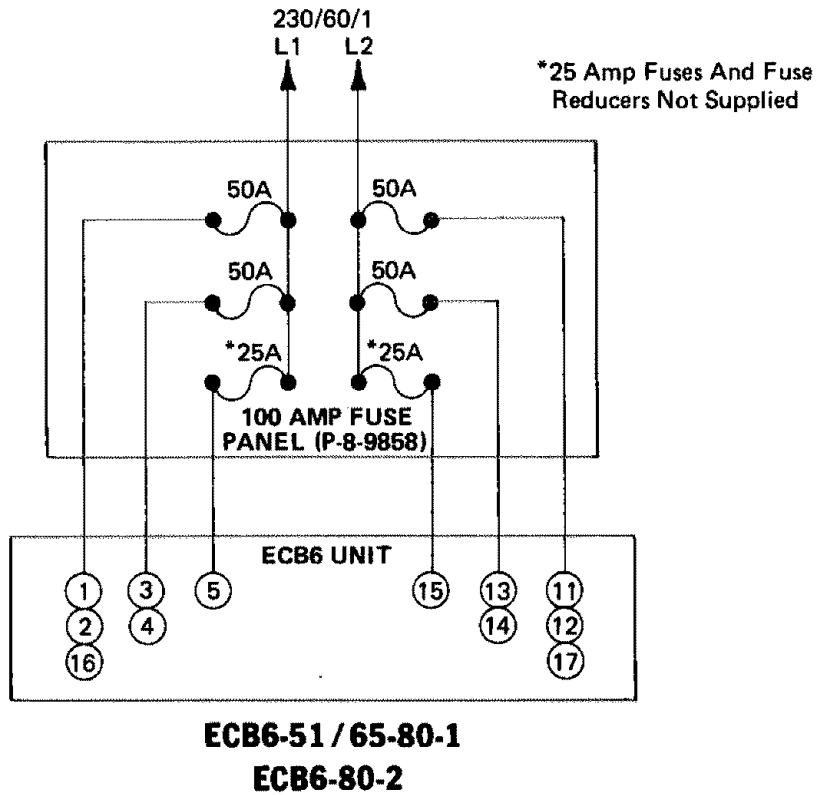 230/60/1
L1 L2
*25 Amp Fuses And Fuse
Reducers Not Supplied
50A 50A
50A 50A
*25A *25A
100 AMP FUSE
PANEL (P-8-9858)
ECB6 UNIT
1 3 5 15 13 11
2 4 14 12
16 17
ECB6-51/65-80-1
ECB6-80-2